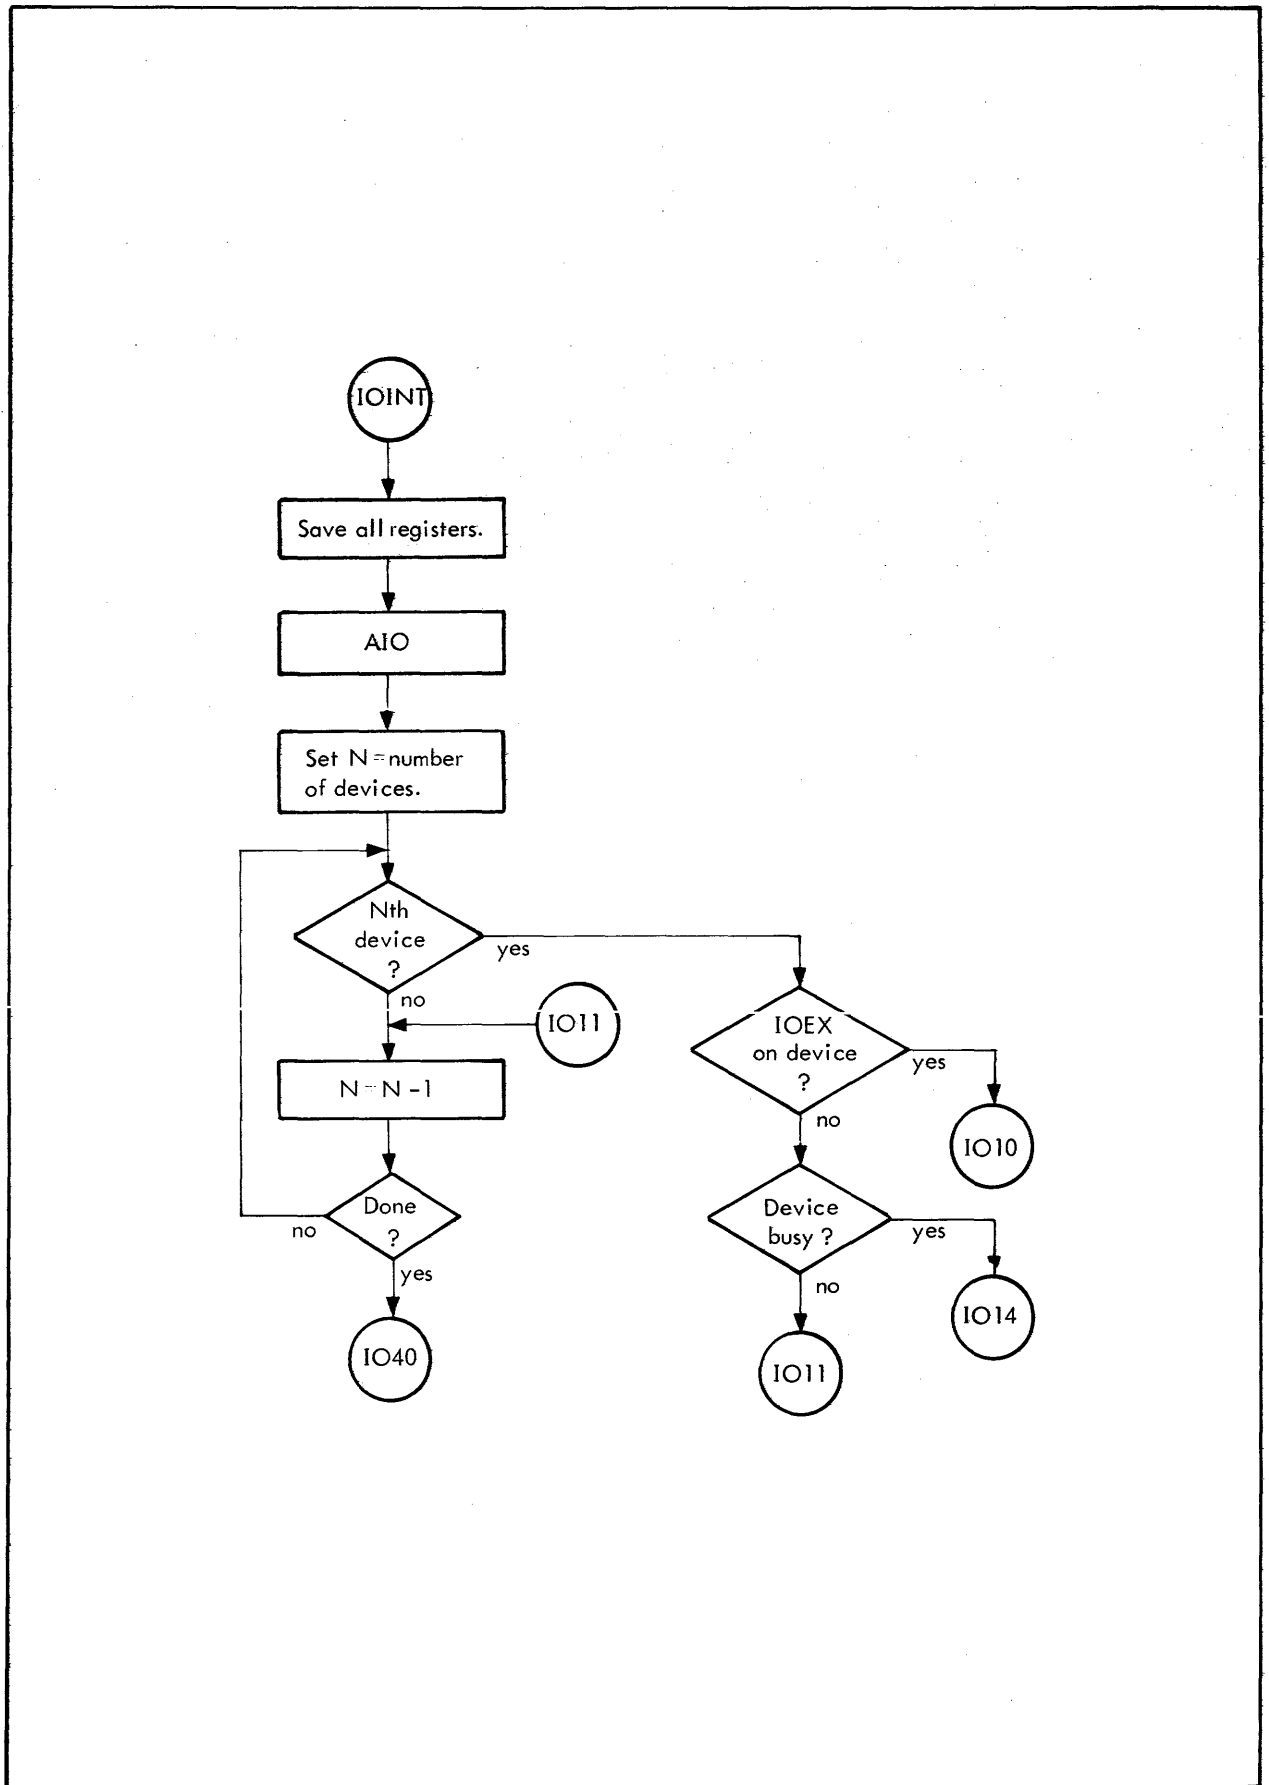 IOINT
Save all registers.
AIO
Set N=number
of devices.
Nth
device
?
yes
no
IO11
IOEX
on device
?
yes
N=N-1
no
IO10
Done
?
no
yes
Device
busy ?
yes
no
IO14
IO40
IO11